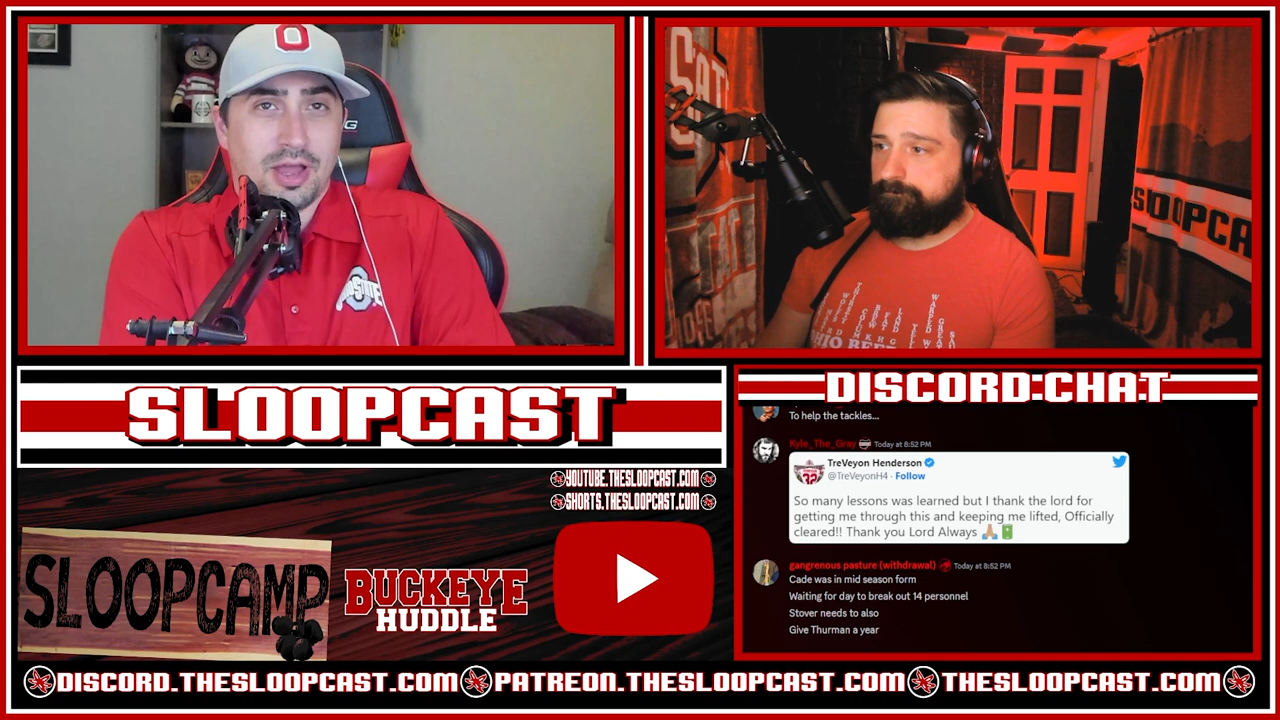 O
OHIO
STATE
SLOOPCA
SLOOPCAST
DISCORD:CHAT
To help the tackles...
Kyle_The_Gray Today at 8:52 PM
TreVeyon Henderson
@TreVeyonH4 · Follow
So many lessons was learned but I thank the lord for
getting me through this and keeping me lifted, Officially
cleared!! Thank you Lord Always 🙏🏽🔋
gangrenous pasture (withdrawal) Today at 8:52 PM
Cade was in mid season form
Waiting for day to break out 14 personnel
Stover needs to also
Give Thurman a year
YOUTUBE.THESLOOPCAST.COM
SHORTS.THESLOOPCAST.COM
SLOOPCAMP
BUCKEYE
HUDDLE
DISCORD.THESLOOPCAST.COM PATREON.THESLOOPCAST.COM THESLOOPCAST.COM